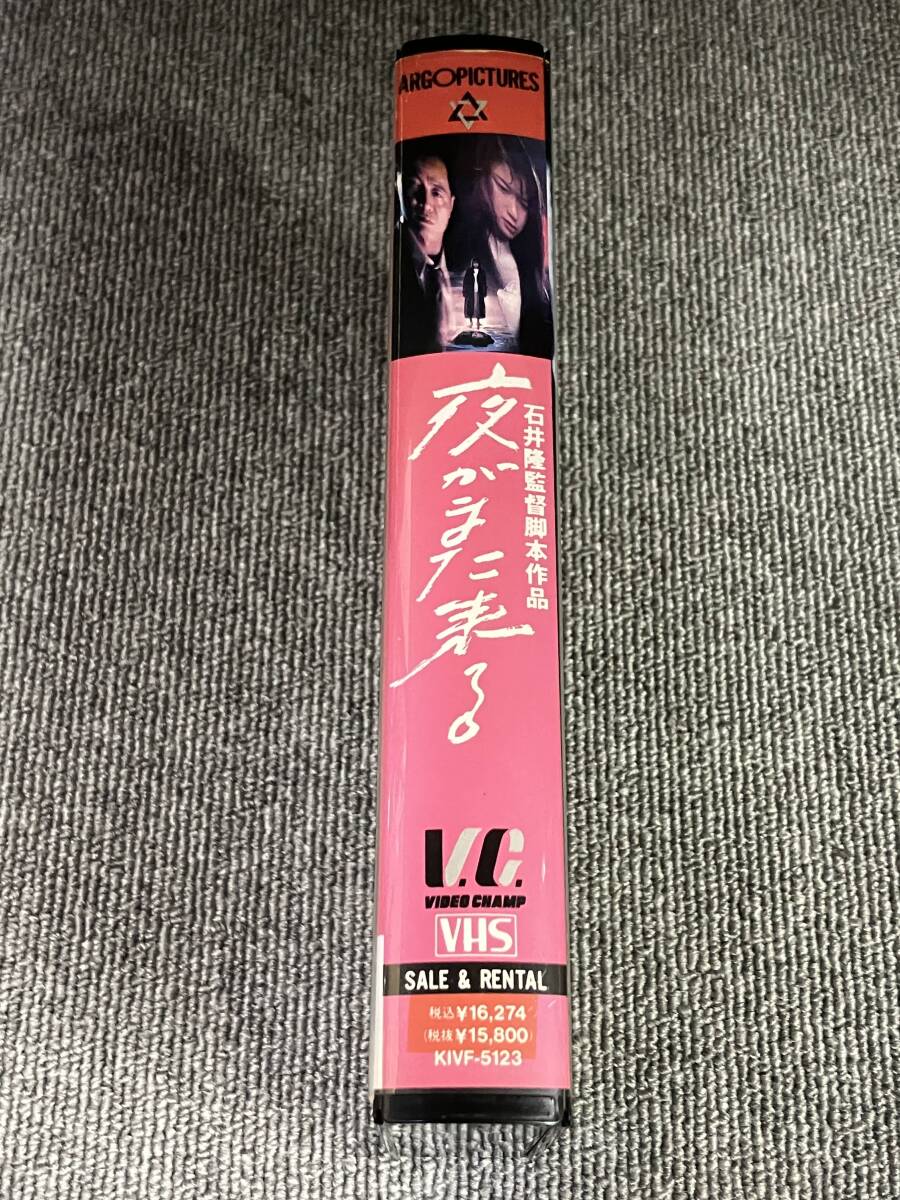 ARGOPICTURES
石井隆監督脚本作品
夜がまた来る
V.C.
VIDEO CHAMP
VHS
SALE & RENTAL
税込¥16,274
(税抜¥15,800)
KIVF-5123